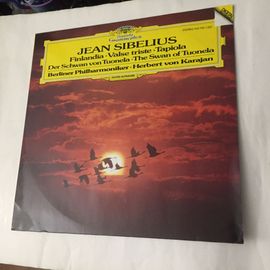 JEAN SIBELIUS
Finlandia · Valse triste · Tapiola
Der Schwan von Tuonela · The Swan of Tuonela
Berliner Philharmoniker · Herbert von Karajan